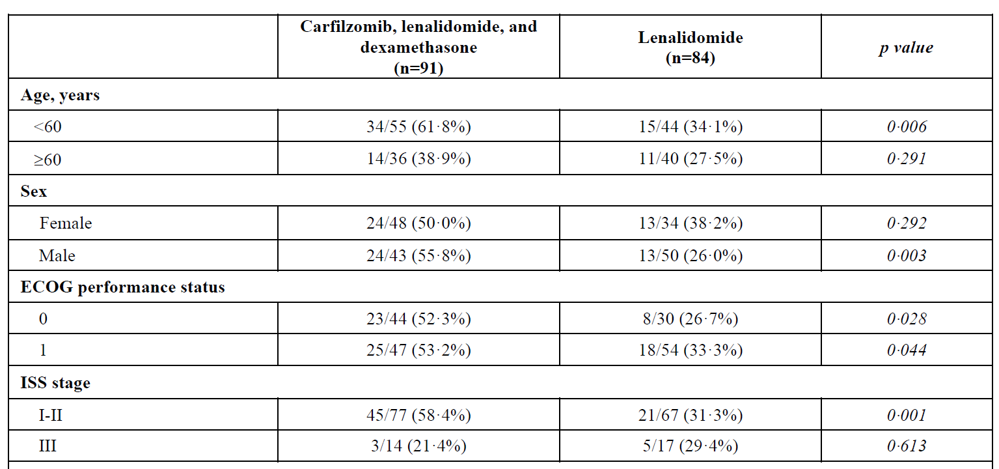 Carfilzomib, lenalidomide, and
dexamethasone
(n=91)
Lenalidomide
(n=84)
p value
Age, years
<60 34/55 (61·8%) 15/44 (34·1%) 0·006
≥60 14/36 (38·9%) 11/40 (27·5%) 0·291
Sex
Female 24/48 (50·0%) 13/34 (38·2%) 0·292
Male 24/43 (55·8%) 13/50 (26·0%) 0·003
ECOG performance status
0 23/44 (52·3%) 8/30 (26·7%) 0·028
1 25/47 (53·2%) 18/54 (33·3%) 0·044
ISS stage
I-II 45/77 (58·4%) 21/67 (31·3%) 0·001
III 3/14 (21·4%) 5/17 (29·4%) 0·613